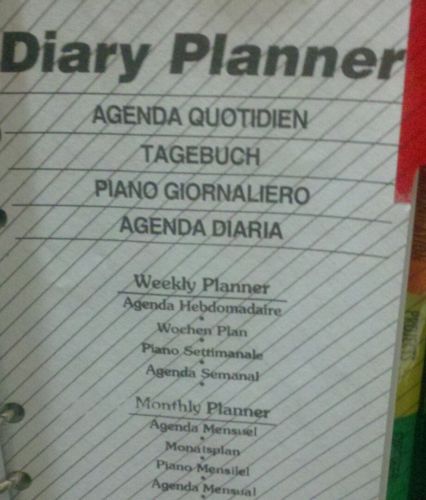 Diary Planner
AGENDA QUOTIDIEN
TAGEBUCH
PIANO GIORNALIERO
AGENDA DIARIA
Weekly Planner
Agenda Hebdomadaire
Wochen Plan
Piano Settimanale
Agenda Semanal
Monthly Planner
Agenda Mensuel
Monatsplan
Piano Mensilel
Agenda Mensual
PROJECTS